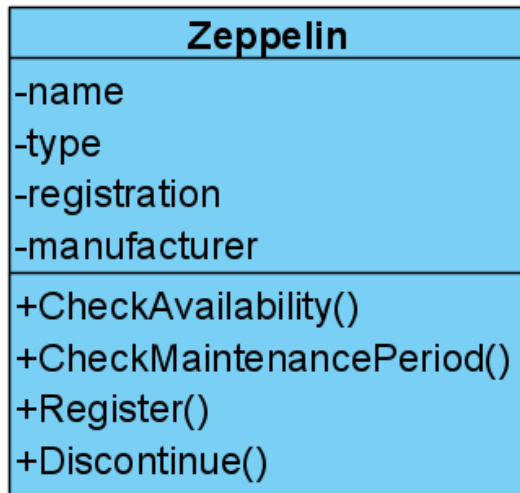 Zeppelin
-name
-type
-registration
-manufacturer
+CheckAvailability()
+CheckMaintenancePeriod()
+Register()
+Discontinue()